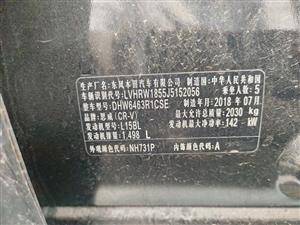 生产企业名称:东风本田汽车有限公司 制造国:中华人民共和国
车辆识别代号:LVHRW1855J5152056 乘坐人数:5
整车型号:DHW6463R1CSE 制造年月:2018年07月
品牌:思威(CR-V) 最大允许总质量:2030 kg
发动机型号:L15BL 发动机最大净功率:142 kW
发动机排量:1.498 L
外观颜色代码:NH731P 内饰颜色代码:A